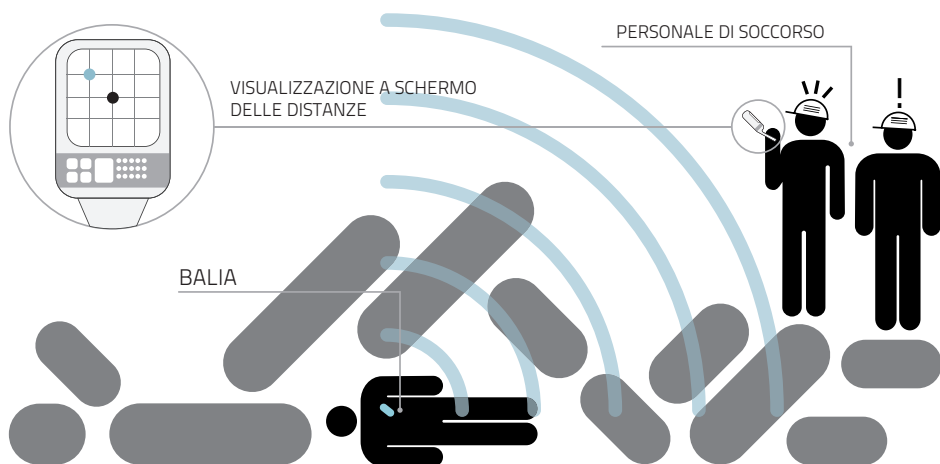 PERSONALE DI SOCCORSO
VISUALIZZAZIONE A SCHERMO
DELLE DISTANZE
BALIA